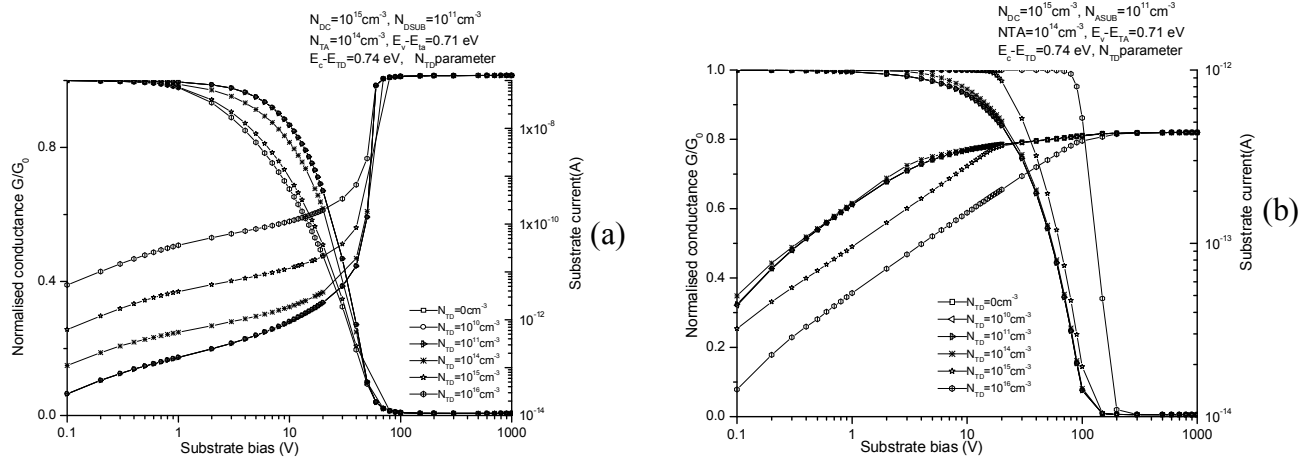 N_DC=10^15cm^-3, N_DSUB=10^11cm^-3
N_TA=10^14cm^-3, E_v-E_ta=0.71 eV
E_c-E_TD=0.74 eV, N_TD parameter
Normalised conductance G/G_0
0.8
0.4
0.0
0.1
1
10
100
1000
Substrate bias (V)
1x10^-8
10^-10
10^-12
10^-14
Substrate current(A)
N_TD=0cm^-3
N_TD=10^10cm^-3
N_TD=10^11cm^-3
N_TD=10^14cm^-3
N_TD=10^15cm^-3
N_TD=10^16cm^-3
(a)
N_DC=10^15cm^-3, N_ASUB=10^11cm^-3
NTA=10^14cm^-3, E_v-E_TA=0.71 eV
E_c-E_TD=0.74 eV, N_TD parameter
Normalised conductance G/G_0
1.0
0.8
0.6
0.4
0.2
0.0
0.1
1
10
100
1000
Substrate bias (V)
10^-12
10^-13
10^-14
Substrate current(A)
N_TD=0cm^-3
N_TD=10^10cm^-3
N_TD=10^11cm^-3
N_TD=10^14cm^-3
N_TD=10^15cm^-3
N_TD=10^16cm^-3
(b)